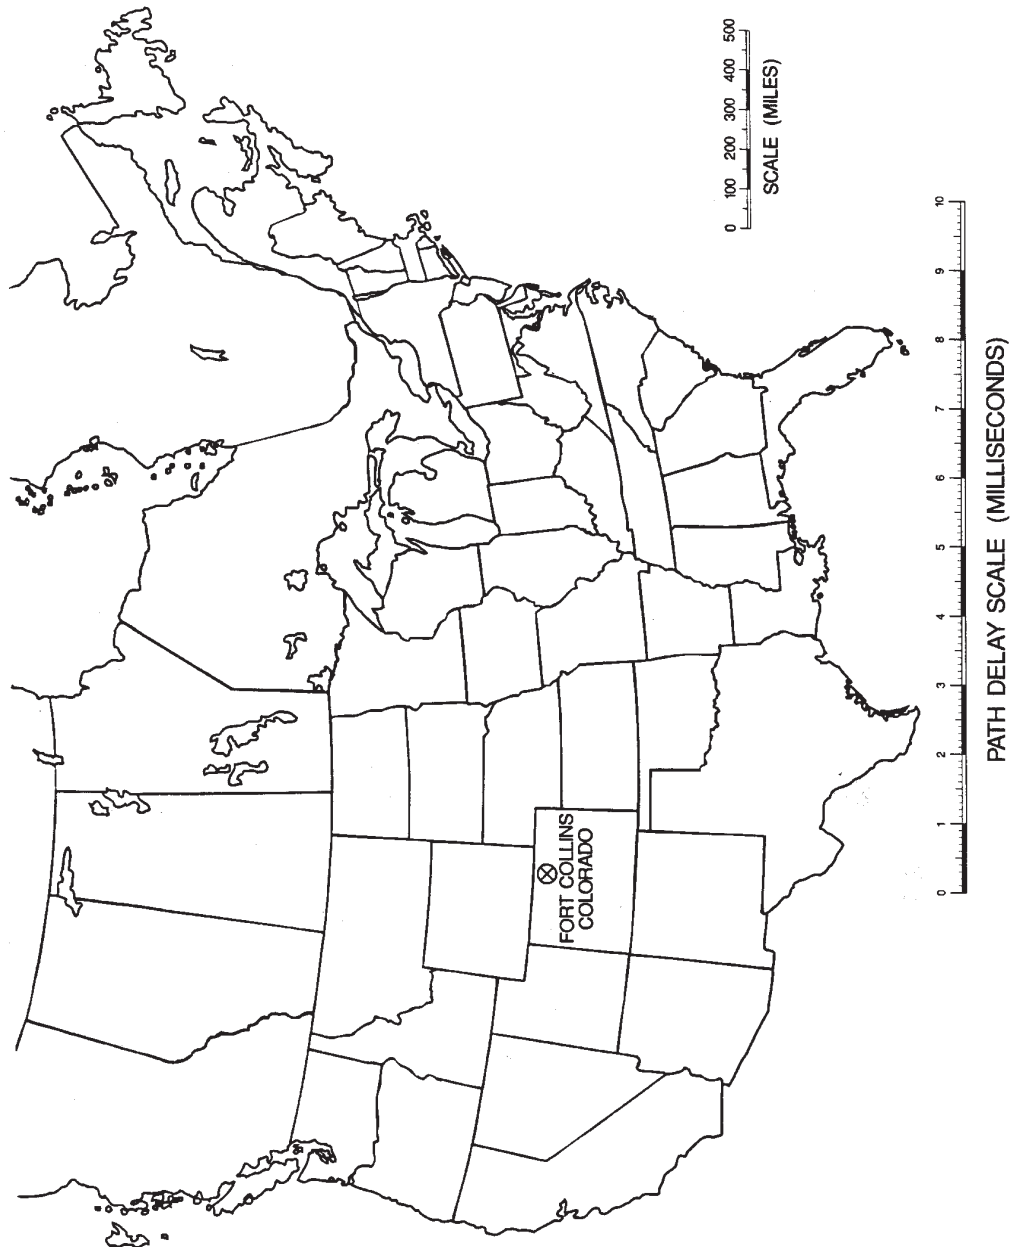 0 100 200 300 400 500
SCALE (MILES)
FORT COLLINS
COLORADO
0 1 2 3 4 5 6 7 8 9 10
PATH DELAY SCALE (MILLISECONDS)